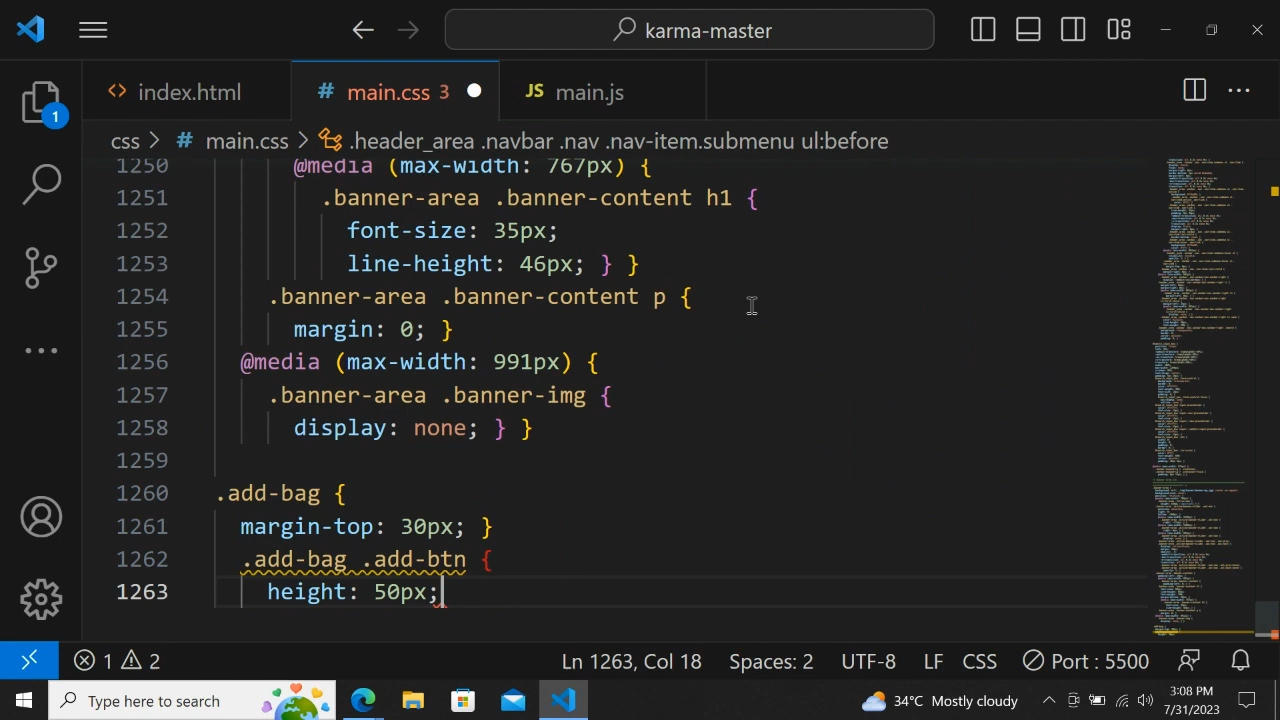 karma-master
index.html
main.css 3
JS main.js
css > # main.css > .header_area .navbar .nav .nav-item.submenu ul:before
1250 @media (max-width: 767px) {
1251 .banner-area .banner-content h1 {
1252 font-size: 35px;
1253 line-height: 46px; } }
1254 .banner-area .banner-content p {
1255 margin: 0; }
1256 @media (max-width: 991px) {
1257 .banner-area .banner-img {
1258 display: none; } }
1259
1260 .add-bag {
1261 margin-top: 30px; }
1262 .add-bag .add-btn
1263 height: 50px;
1
1 2
Ln 1263, Col 18 Spaces: 2 UTF-8 LF CSS Port : 5500
Type here to search
34°C Mostly cloudy
3:08 PM
7/31/2023